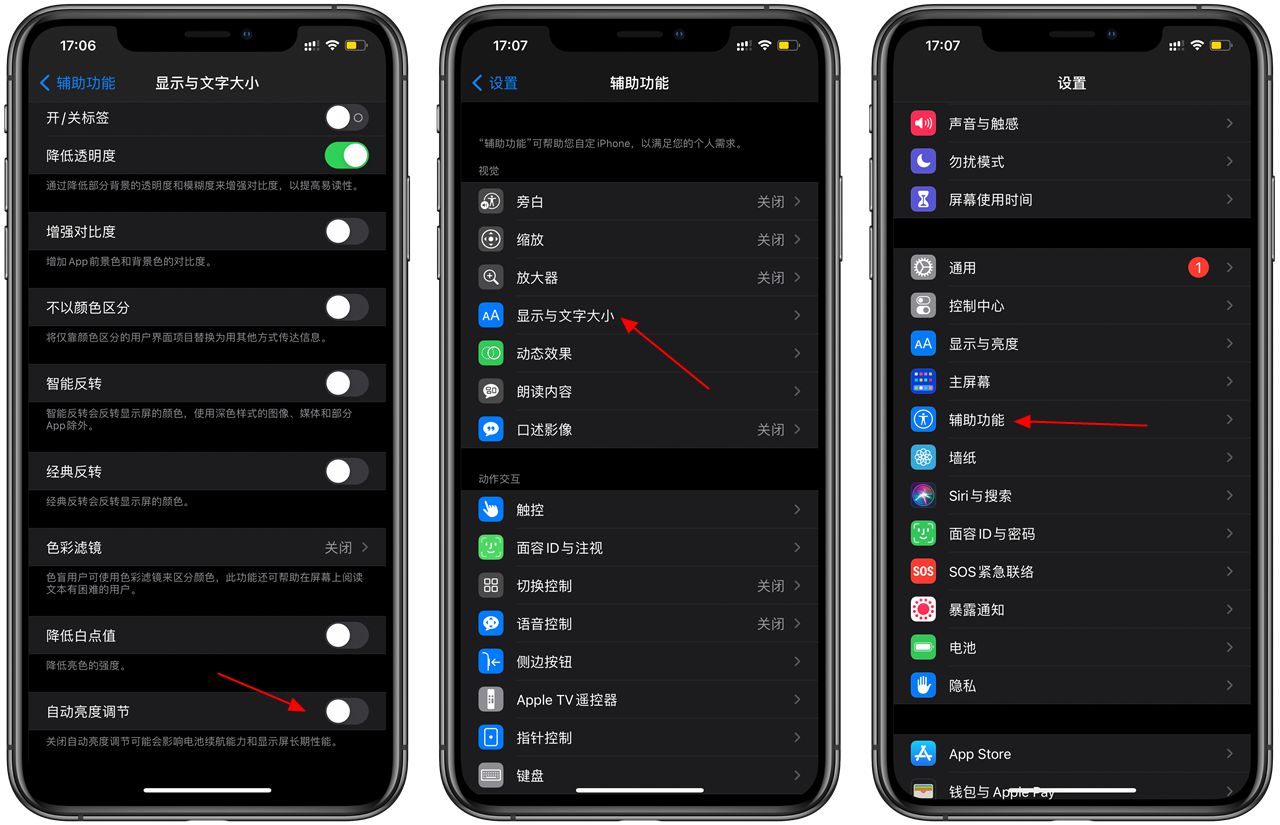 17:06
辅助功能
显示与文字大小
开/关标签
降低透明度
通过降低部分背景的透明度和模糊度来增强对比度，以提高易读性。
增强对比度
增加App前景色和背景色的对比度。
不以颜色区分
将仅靠颜色区分的用户界面项目替换为用其他方式传达信息。
智能反转
智能反转会反转显示屏的颜色，使用深色样式的图像、媒体和部分
App除外。
经典反转
经典反转会反转显示屏的颜色。
色彩滤镜 关闭
色盲用户可使用色彩滤镜来区分颜色，此功能还可帮助在屏幕上阅读
文本有困难的用户。
降低白点值
降低亮色的强度。
自动亮度调节
关闭自动亮度调节可能会影响电池续航能力和显示屏长期性能。
17:07
设置
辅助功能
“辅助功能”可帮助您自定iPhone，以满足您的个人需求。
视觉
旁白 关闭
缩放 关闭
放大器 关闭
AA 显示与文字大小
动态效果
朗读内容
口述影像 关闭
动作交互
触控
面容ID与注视
切换控制 关闭
语音控制 关闭
侧边按钮
Apple TV遥控器
指针控制
键盘
17:07
设置
声音与触感
勿扰模式
屏幕使用时间
通用 1
控制中心
AA 显示与亮度
主屏幕
辅助功能
墙纸
Siri与搜索
面容ID与密码
SOS SOS紧急联络
暴露通知
电池
隐私
App Store
钱包与Apple Pay